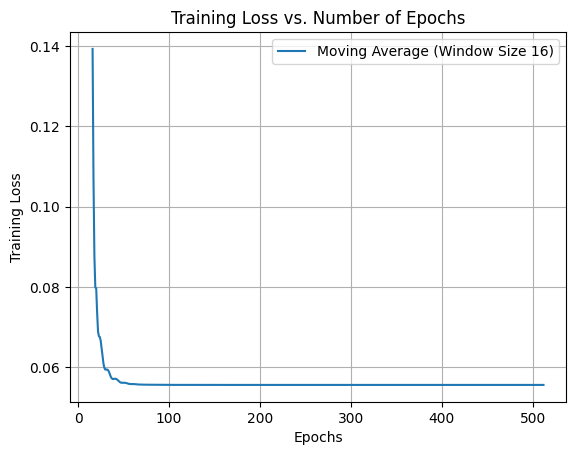 Training Loss vs. Number of Epochs
Moving Average (Window Size 16)
0.14
0.12
0.10
0.08
0.06
Training Loss
0 100 200 300 400 500
Epochs